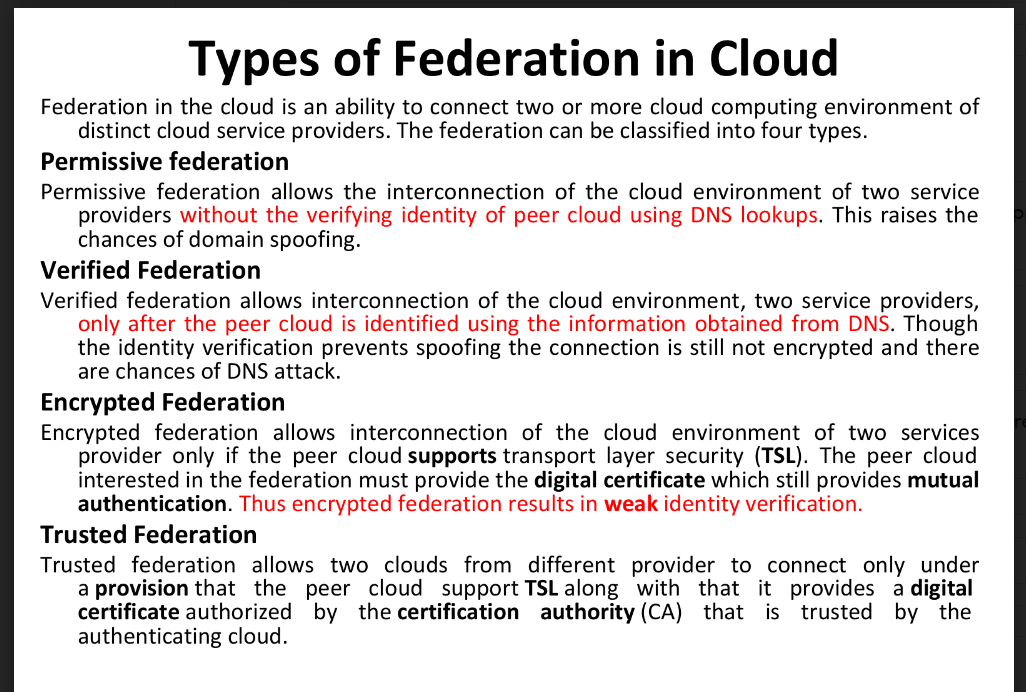 Types of Federation in Cloud
Federation in the cloud is an ability to connect two or more cloud computing environment of
distinct cloud service providers. The federation can be classified into four types.
Permissive federation
Permissive federation allows the interconnection of the cloud environment of two service
providers without the verifying identity of peer cloud using DNS lookups. This raises the
chances of domain spoofing.
Verified Federation
Verified federation allows interconnection of the cloud environment, two service providers,
only after the peer cloud is identified using the information obtained from DNS. Though
the identity verification prevents spoofing the connection is still not encrypted and there
are chances of DNS attack.
Encrypted Federation
Encrypted federation allows interconnection of the cloud environment of two services
provider only if the peer cloud supports transport layer security (TSL). The peer cloud
interested in the federation must provide the digital certificate which still provides mutual
authentication. Thus encrypted federation results in weak identity verification.
Trusted Federation
Trusted federation allows two clouds from different provider to connect only under
a provision that the peer cloud support TSL along with that it provides a digital
certificate authorized by the certification authority (CA) that is trusted by the
authenticating cloud.